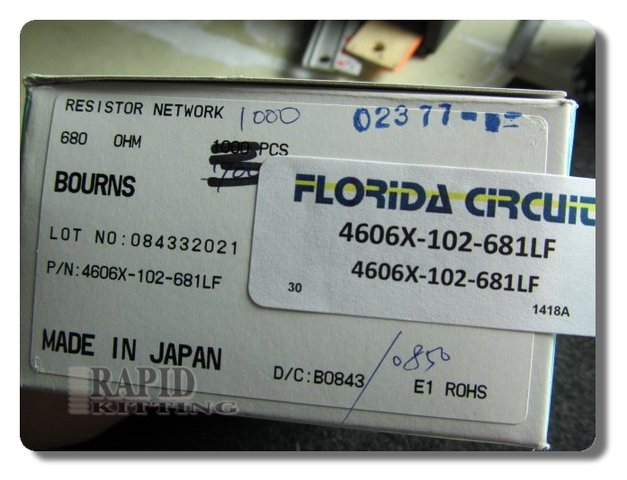 RESISTOR NETWORK 1000
02377-
680 OHM
1000 PCS
BOURNS
FLORIDA CIRCUIT
4606X-102-681LF
4606X-102-681LF
30
1418A
LOT NO:084332021
P/N:4606X-102-681LF
MADE IN JAPAN
D/C:B0843/0850
E1 ROHS
RAPID
KITTING